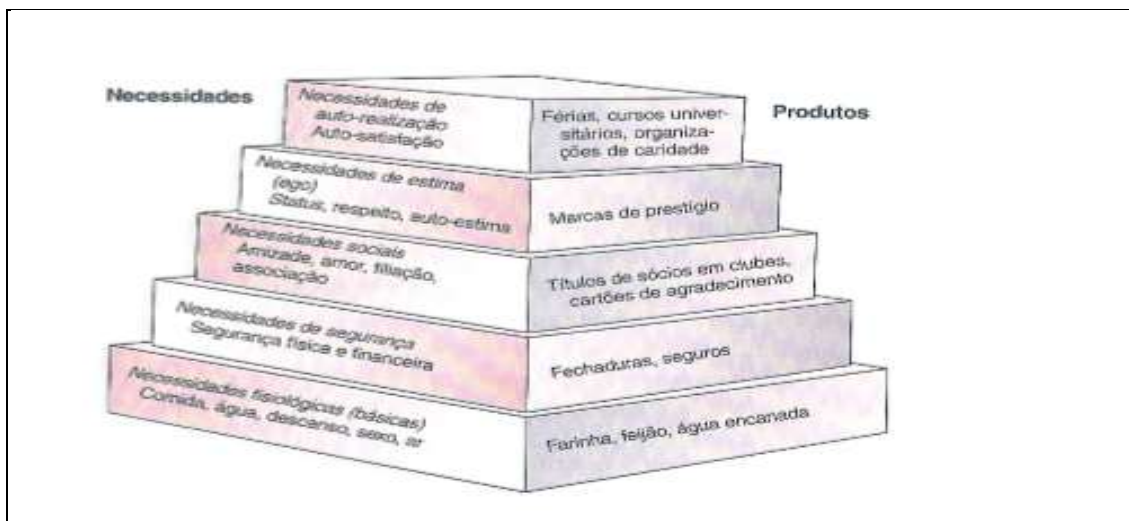 Necessidades
Produtos
Necessidades de
auto-realização
Auto-satisfação
Férias, cursos univer-
sitários, organiza-
ções de caridade
Necessidades de estima
(ego)
Status, respeito, auto-estima
Marcas de prestígio
Necessidades sociais
Amizade, amor, filiação,
associação
Títulos de sócios em clubes,
cartões de agradecimento
Necessidades de segurança
Segurança física e financeira
Fechaduras, seguros
Necessidades fisiológicas (básicas)
Comida, água, descanso, sexo, ar
Farinha, feijão, água encanada